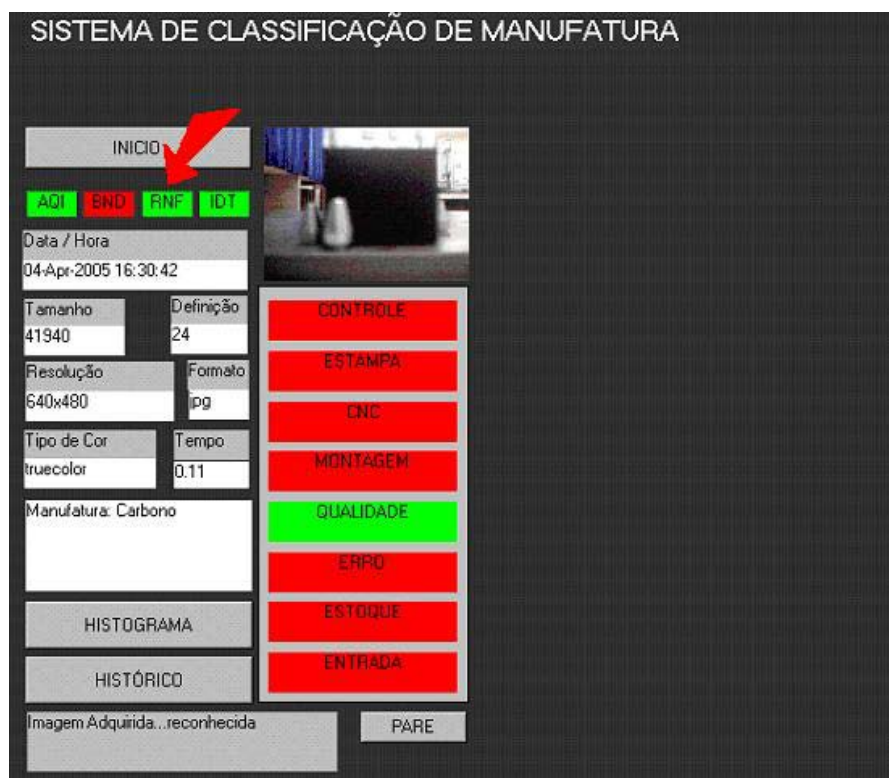 SISTEMA DE CLASSIFICAÇÃO DE MANUFATURA
INICIO
AQI BND RNF IDT
Data / Hora
04-Apr-2005 16:30:42
Tamanho Definição
41940 24
Resolução Formato
640x480 jpg
Tipo de Cor Tempo
truecolor 0.11
Manufatura: Carbono
HISTOGRAMA
HISTÓRICO
Imagem Adquirida...reconhecida
CONTROLE
ESTAMPA
CNC
MONTAGEM
QUALIDADE
ERRO
ESTOQUE
ENTRADA
PARE